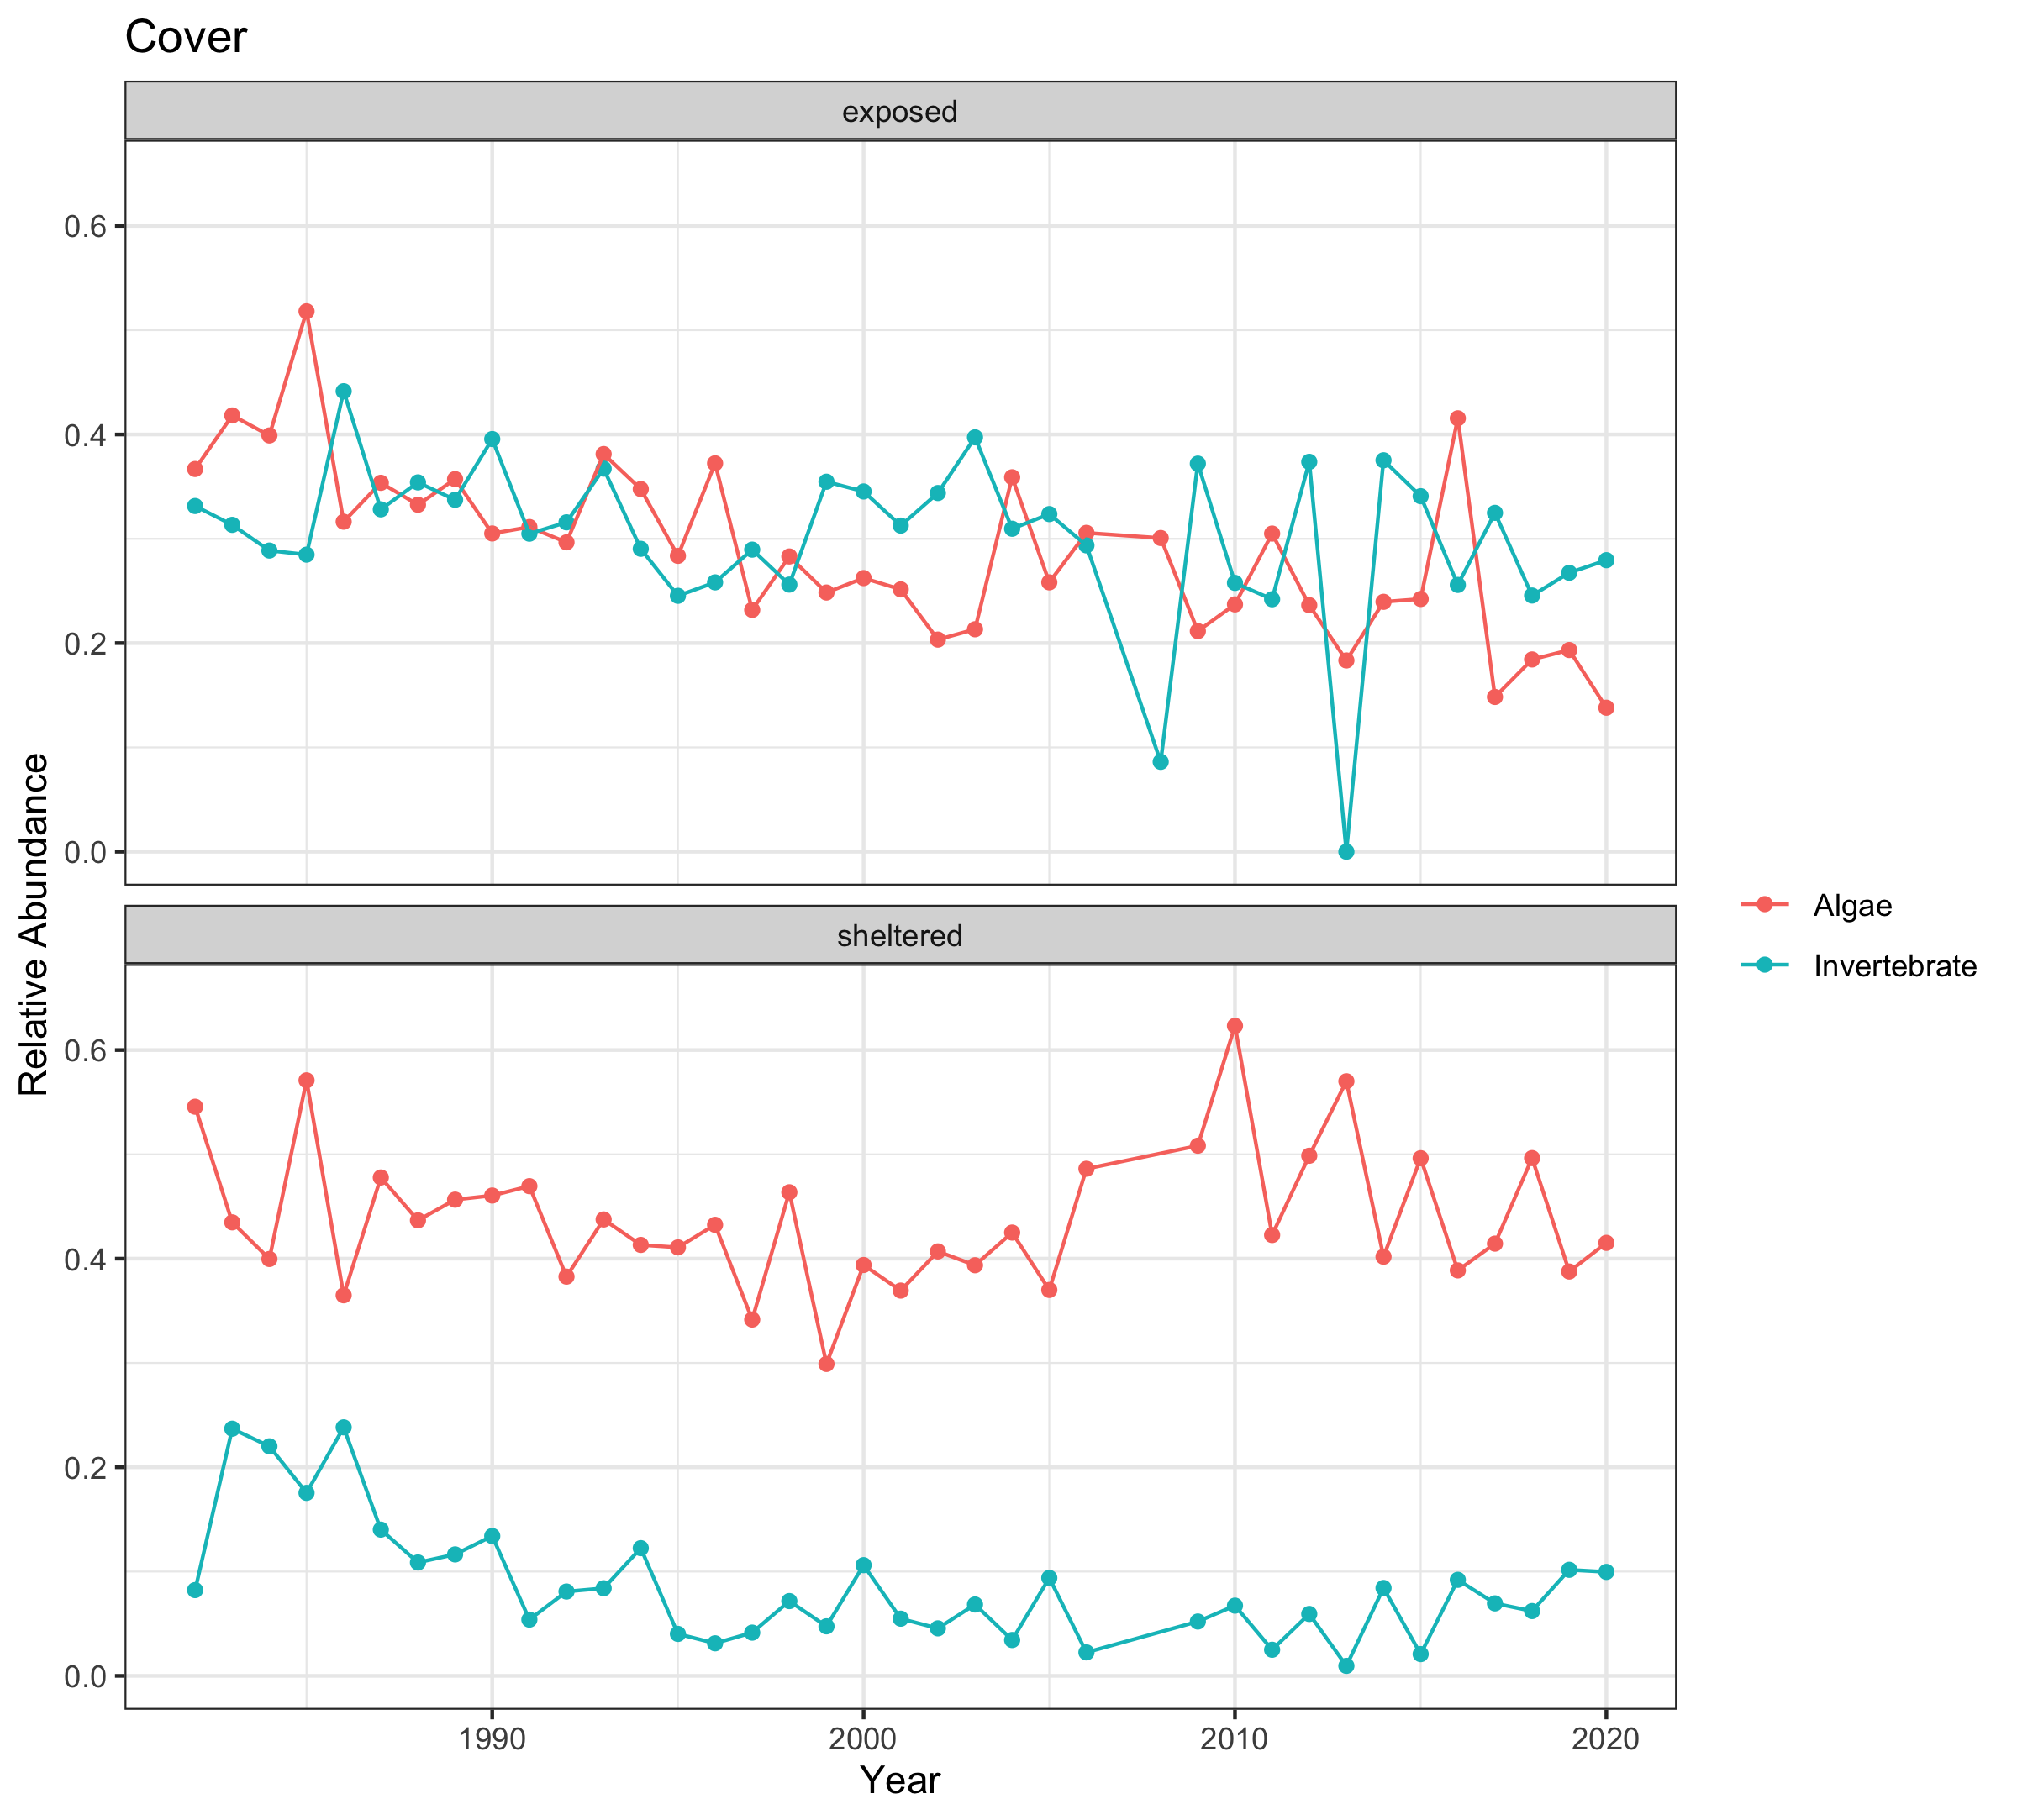 Cover
exposed
0.6
0.4
0.2
0.0
Relative Abundance
sheltered
0.6
0.4
0.2
0.0
1990 2000 2010 2020
Year
Algae
Invertebrate